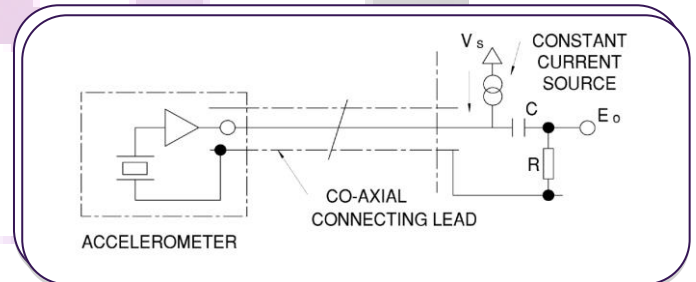 V s
CONSTANT
CURRENT
SOURCE
C
E o
R
CO-AXIAL
CONNECTING LEAD
ACCELEROMETER